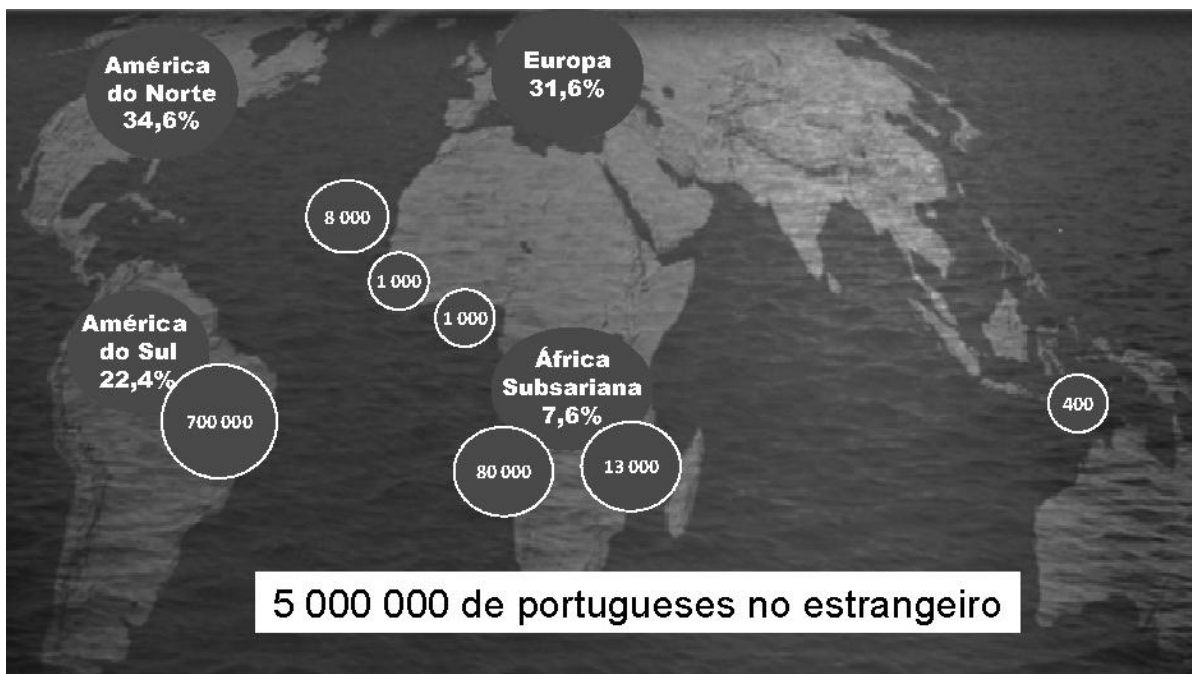 América
do Norte
34,6%
Europa
31,6%
8 000
1 000
1 000
América
do Sul
22,4%
700 000
África
Subsariana
7,6%
80 000
13 000
400
5 000 000 de portugueses no estrangeiro